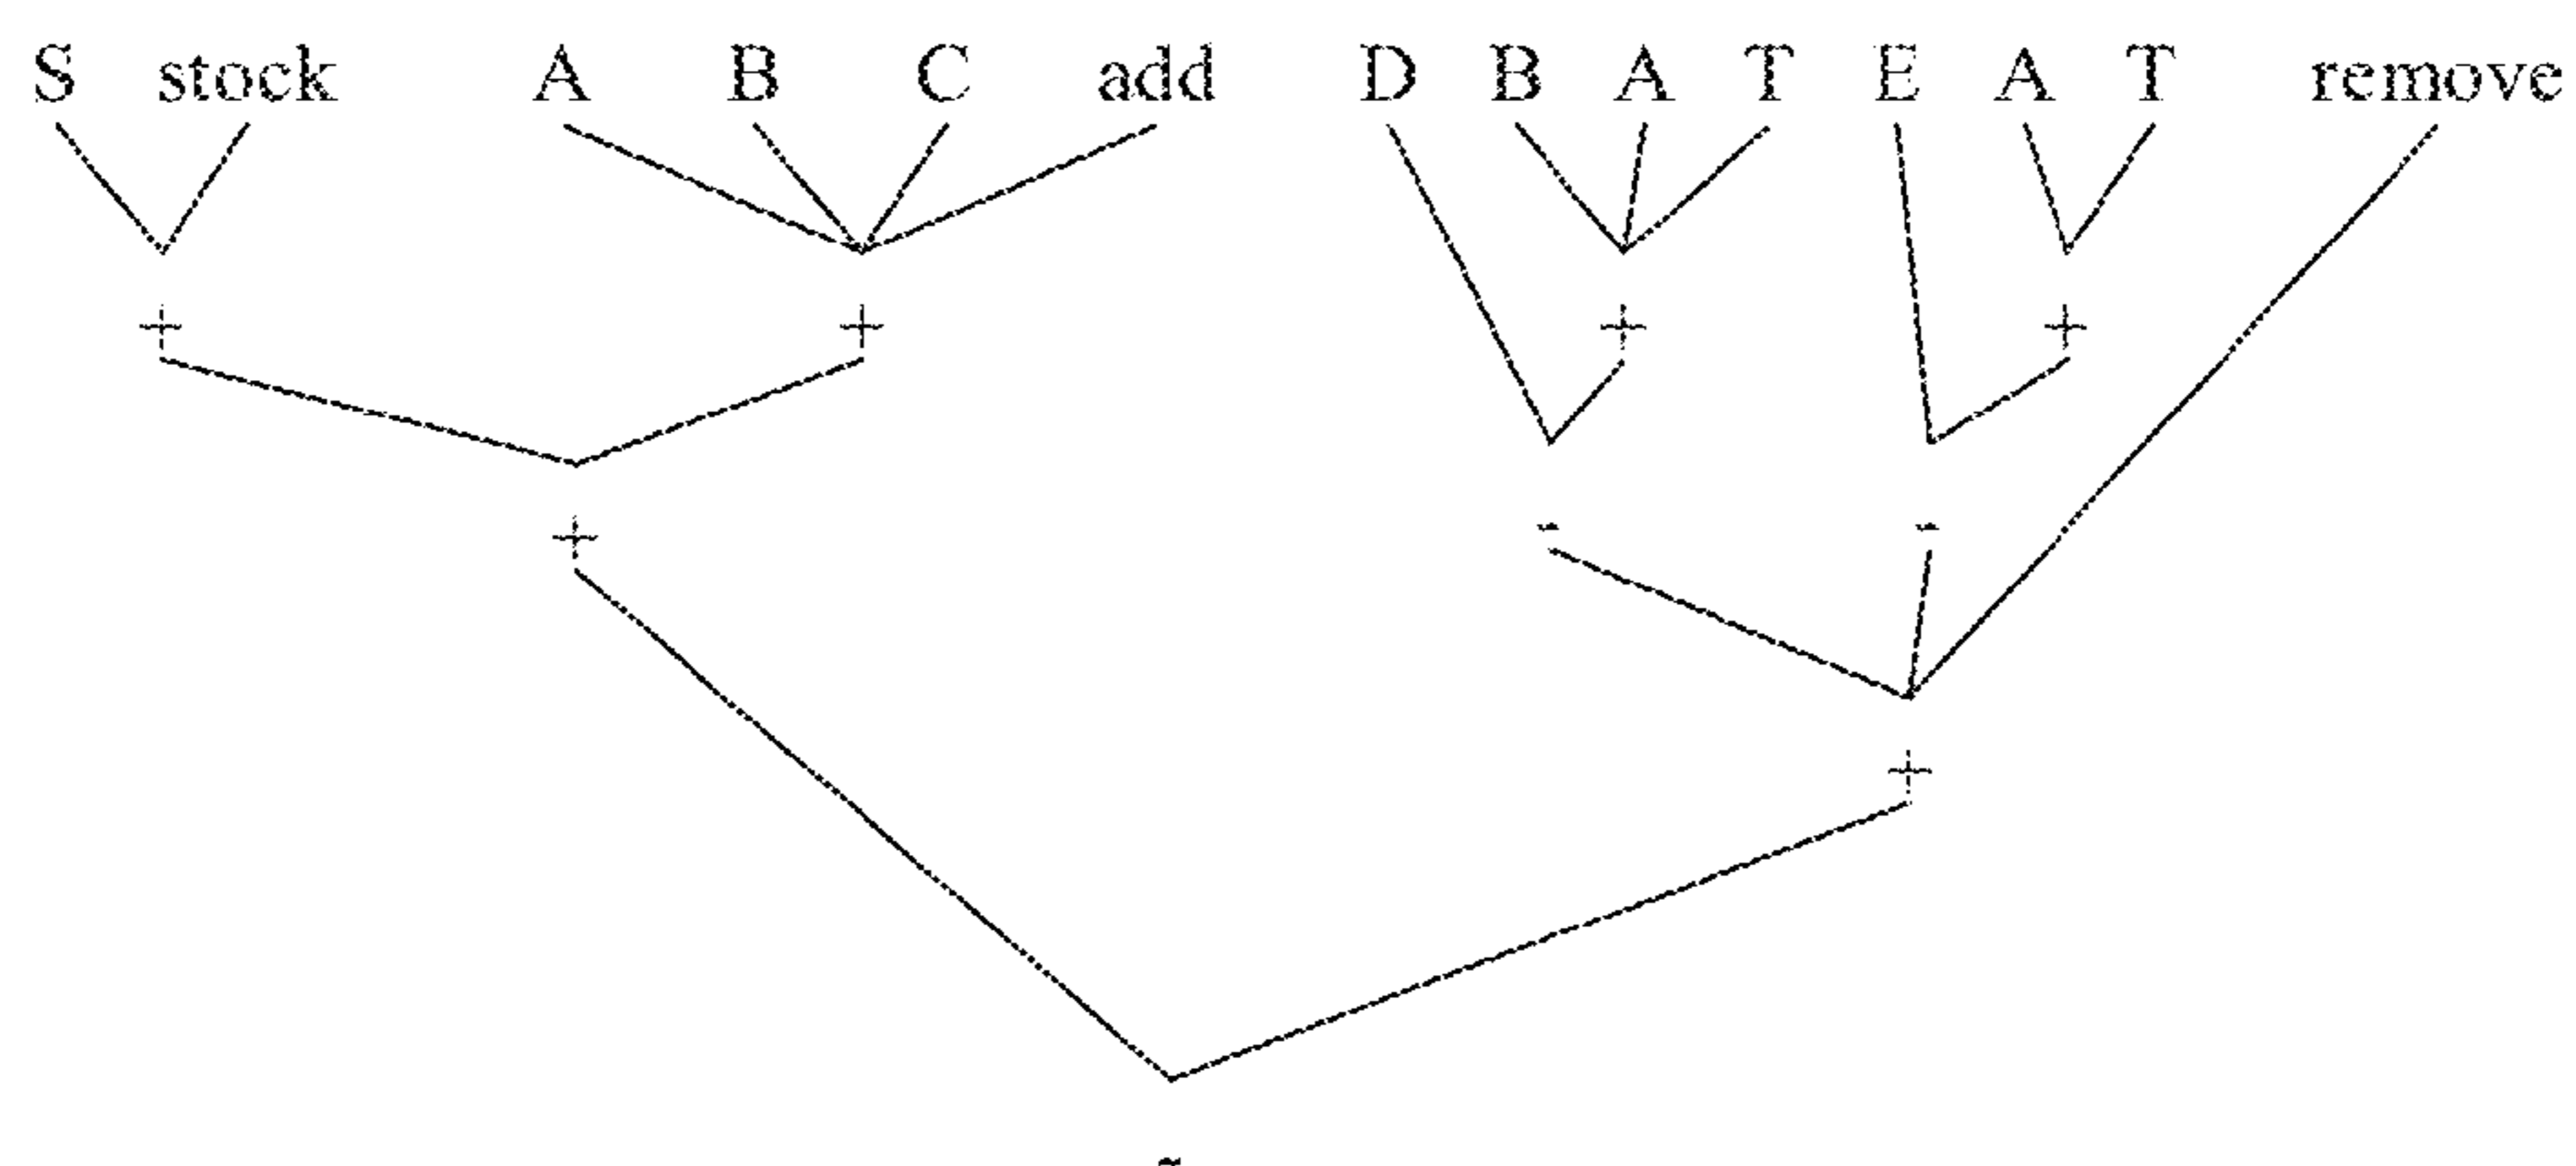 S stock A B C add D B A T E A T remove
+ + + +
+ - -
+
-